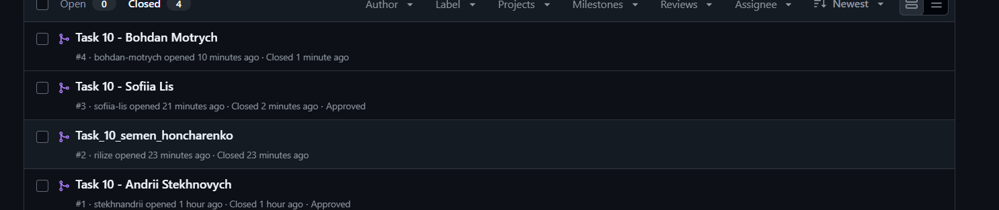 Open 0 Closed 4 Author Label Projects Milestones Reviews Assignee Newest
Task 10 - Bohdan Motrych
#4 · bohdan-motrych opened 10 minutes ago · Closed 1 minute ago
Task 10 - Sofiia Lis
#3 · sofiia-lis opened 21 minutes ago · Closed 2 minutes ago · Approved
Task_10_semen_honcharenko
#2 · rilize opened 23 minutes ago · Closed 23 minutes ago
Task 10 - Andrii Stekhnovych
#1 · stekhnandrii opened 1 hour ago · Closed 1 hour ago · Approved